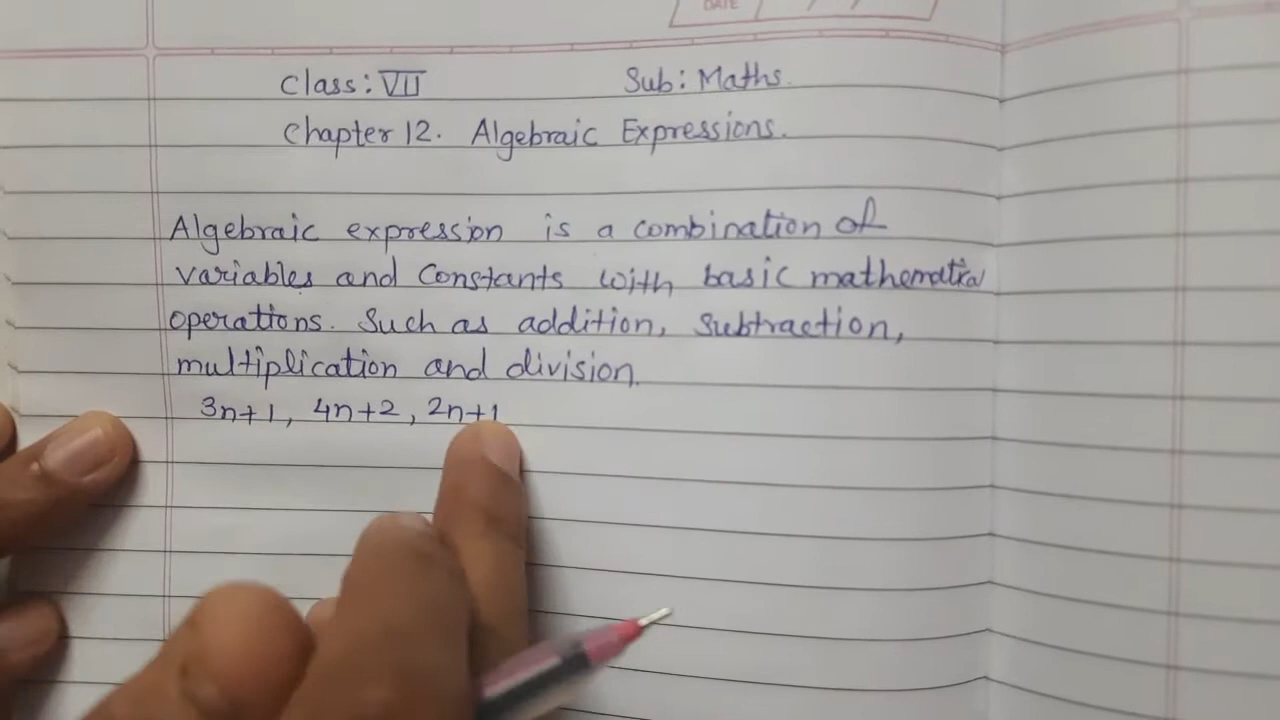 DATE
Class: VII Sub: Maths.
Chapter 12. Algebraic Expressions.
Algebraic expression is a combination of
variables and constants with basic mathematical
operations. Such as addition, subtraction,
multiplication and division.
3n+1, 4n+2, 2n+1